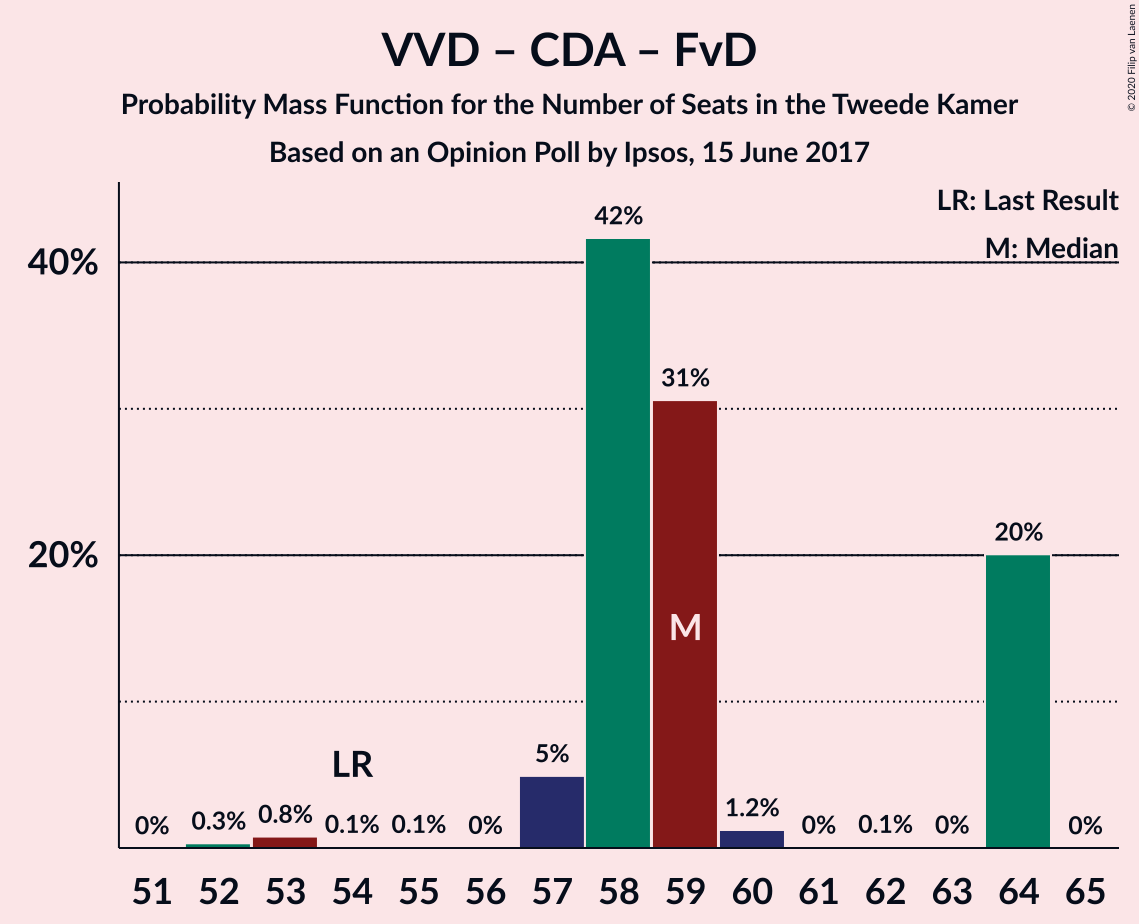 VVD – CDA – FvD
Probability Mass Function for the Number of Seats in the Tweede Kamer
Based on an Opinion Poll by Ipsos, 15 June 2017
© 2020 Filip van Laenen
LR: Last Result
M: Median
40%
20%
0%
0.3%
0.8%
LR
0.1%
0.1%
0%
5%
42%
31%
M
1.2%
0%
0.1%
0%
20%
0%
51 52 53 54 55 56 57 58 59 60 61 62 63 64 65